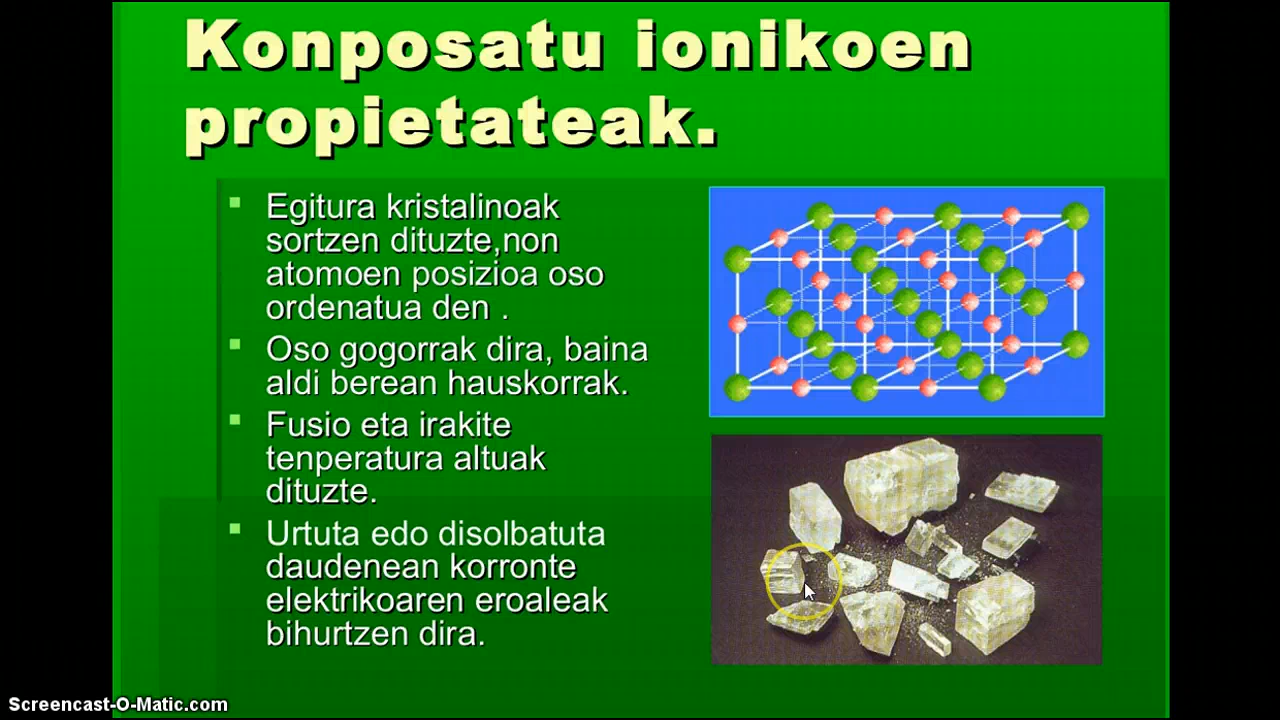 Konposatu ionikoen
propietateak.
Egitura kristalinoak
sortzen dituzte,non
atomoen posizioa oso
ordenatua den .
Oso gogorrak dira, baina
aldi berean hauskorrak.
Fusio eta irakite
tenperatura altuak
dituzte.
Urtuta edo disolbatuta
daudenean korronte
elektrikoaren eroaleak
bihurtzen dira.
Screencast-O-Matic.com